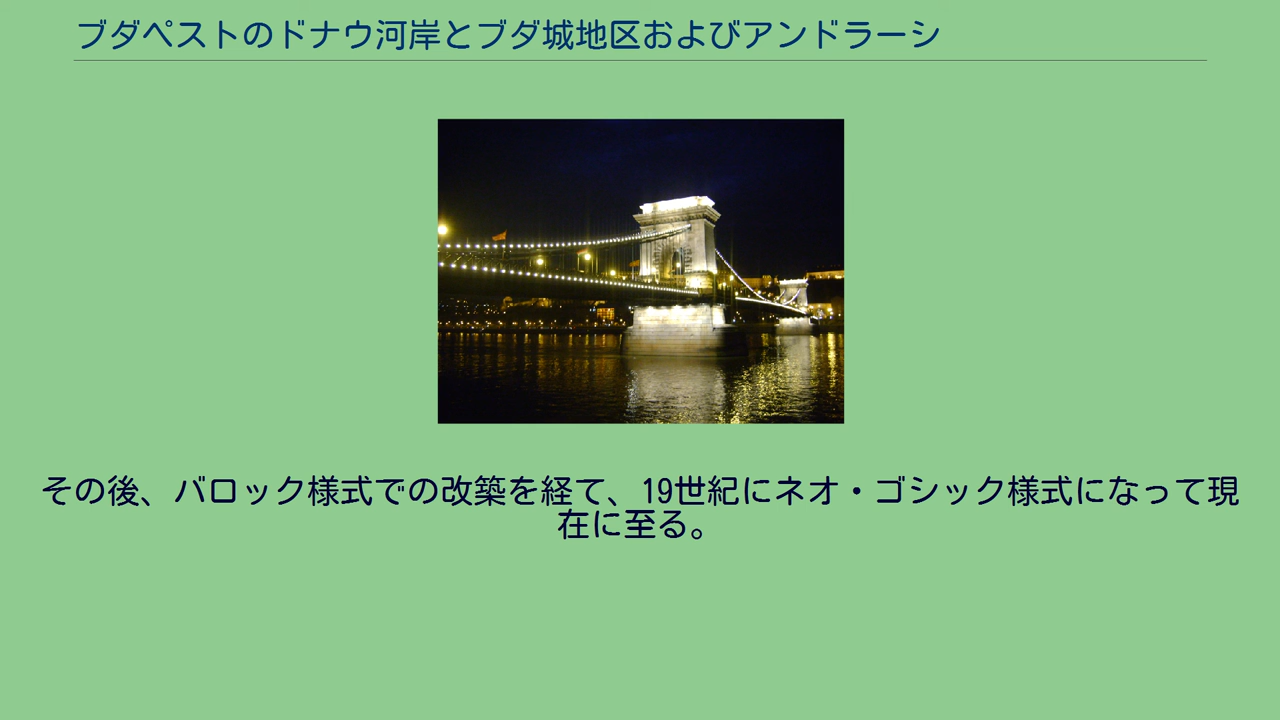 ブダペストのドナウ河岸とブダ城地区およびアンドラーシ
その後、バロック様式での改築を経て、19世紀にネオ・ゴシック様式になって現
在に至る。